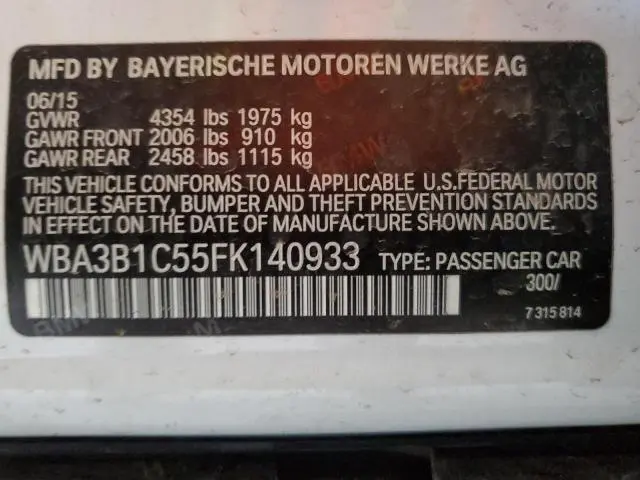 MFD BY BAYERISCHE MOTOREN WERKE AG
06/15
GVWR 4354 lbs 1975 kg
GAWR FRONT 2006 lbs 910 kg
GAWR REAR 2458 lbs 1115 kg
THIS VEHICLE CONFORMS TO ALL APPLICABLE U.S.FEDERAL MOTOR
VEHICLE SAFETY, BUMPER AND THEFT PREVENTION STANDARDS
IN EFFECT ON THE DATE OF MANUFACTURE SHOWN ABOVE.
WBA3B1C55FK140933 TYPE: PASSENGER CAR
300/
7 315 814